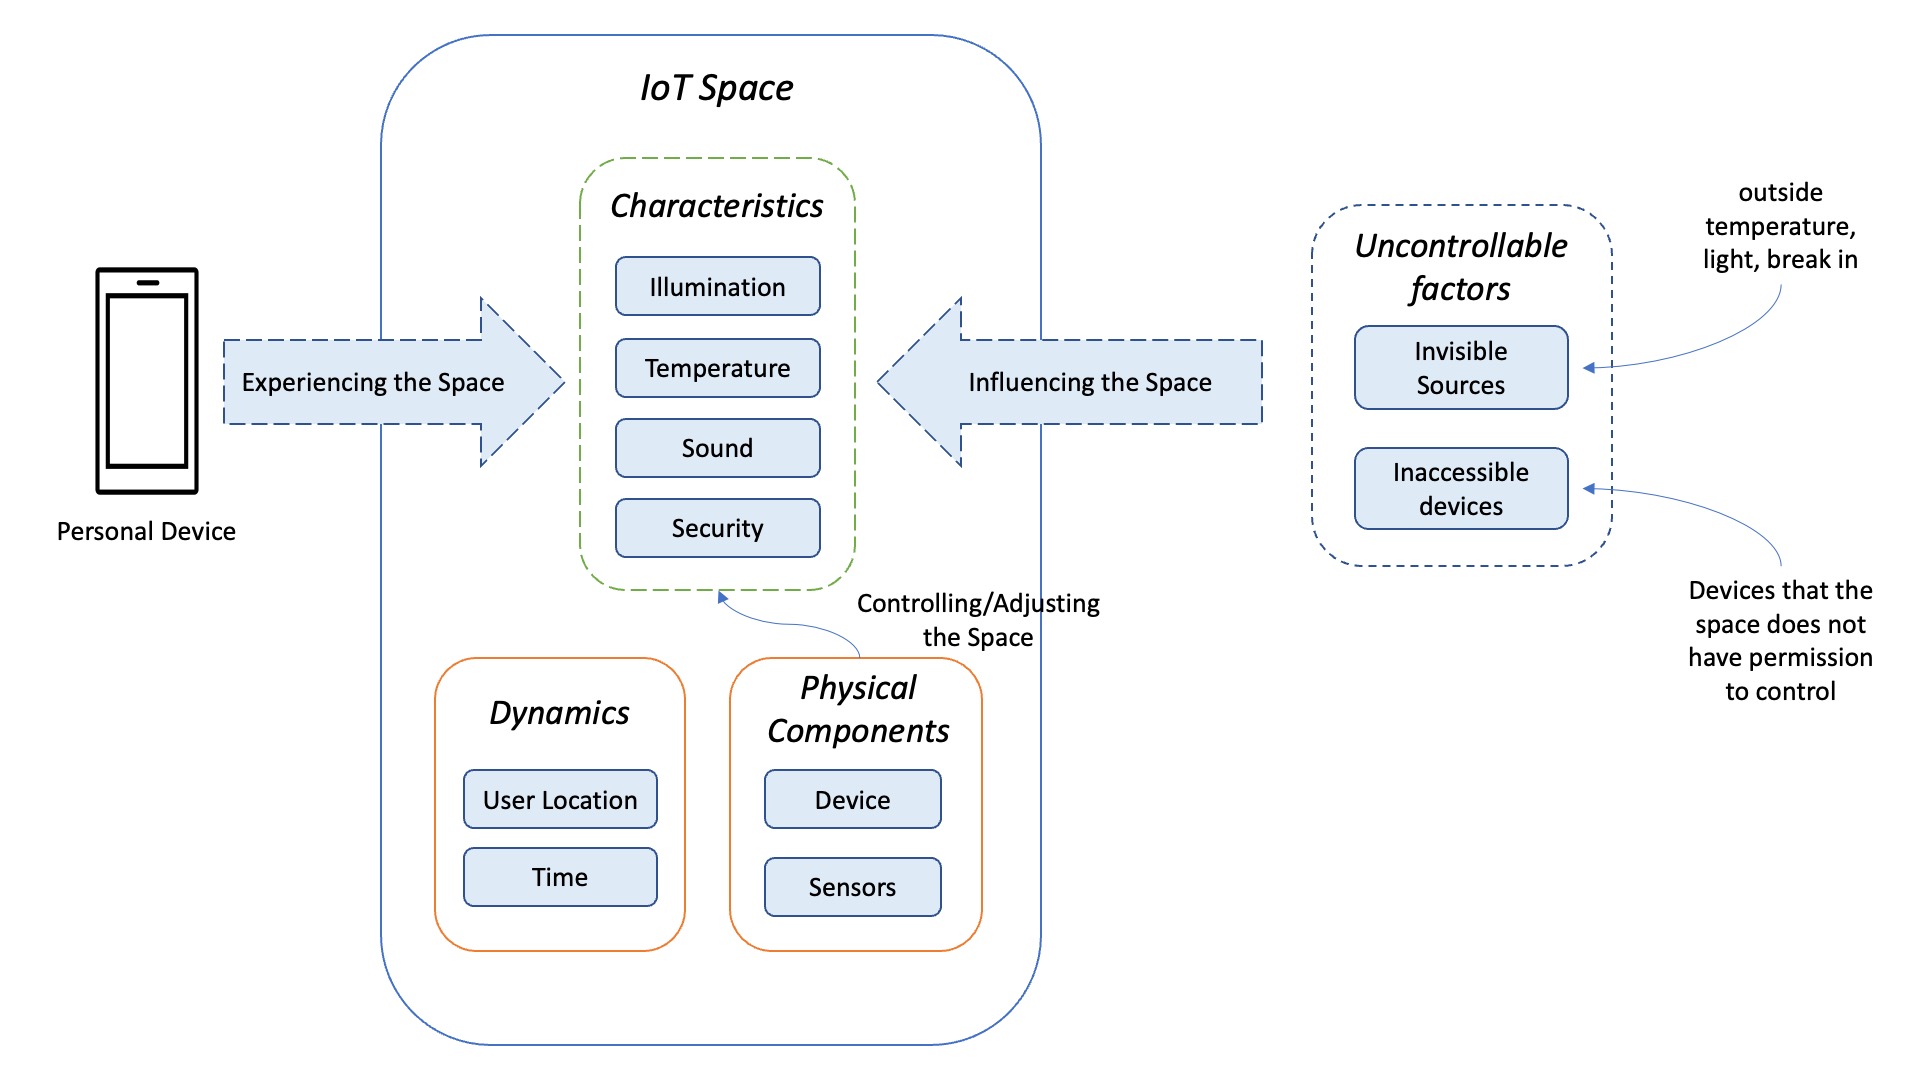 IoT Space
Characteristics
Illumination
Temperature
Sound
Security
Experiencing the Space
Personal Device
Influencing the Space
Uncontrollable
factors
Invisible
Sources
Inaccessible
devices
outside
temperature,
light, break in
Devices that the
space does not
have permission
to control
Controlling/Adjusting
the Space
Dynamics
User Location
Time
Physical
Components
Device
Sensors